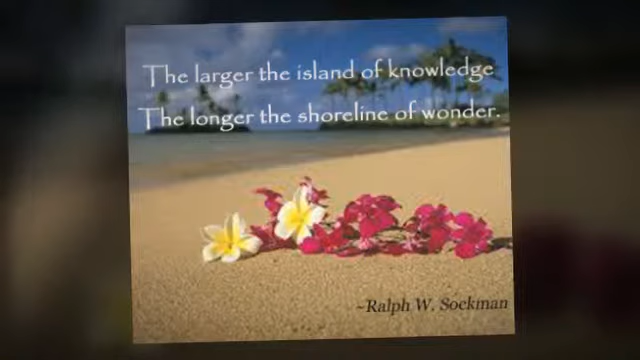 The larger the island of knowledge
The longer the shoreline of wonder.
~Ralph W. Sockman